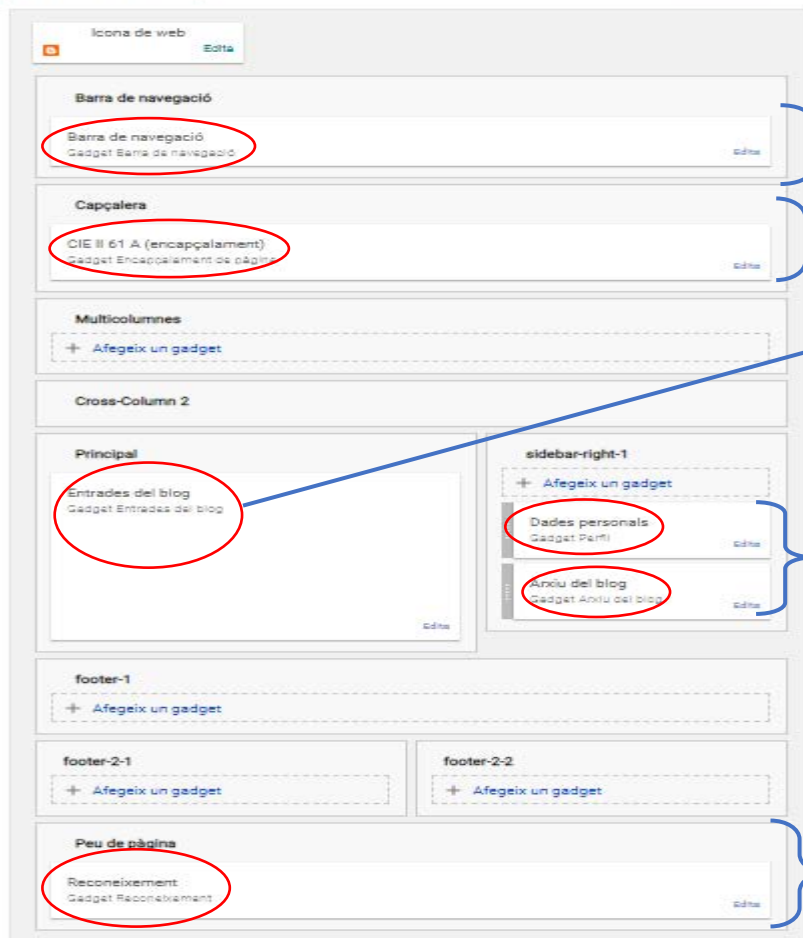 Icona de web
Edita
Barra de navegació
Barra de navegació
Gadget Barra de navegació
Edita
Capçalera
CIE II 61 A (encapçalament)
Gadget Encapçalament de pàgina
Edita
Multicolumnes
+ Afegeix un gadget
Cross-Column 2
Principal
Entrades del blog
Gadget Entrades del blog
Edita
sidebar-right-1
+ Afegeix un gadget
Dades personals
Gadget Perfil
Edita
Arxiu del blog
Gadget Arxiu del blog
Edita
footer-1
+ Afegeix un gadget
footer-2-1
+ Afegeix un gadget
footer-2-2
+ Afegeix un gadget
Peu de pàgina
Reconeixement
Gadget Reconeixement
Edita